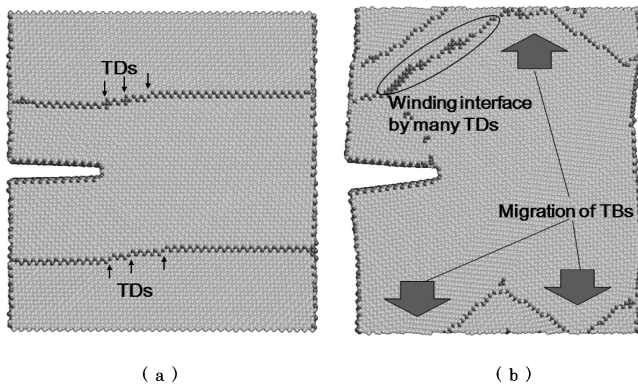 TDs
TDs
Winding interface
by many TDs
Migration of TBs
( a )
( b )